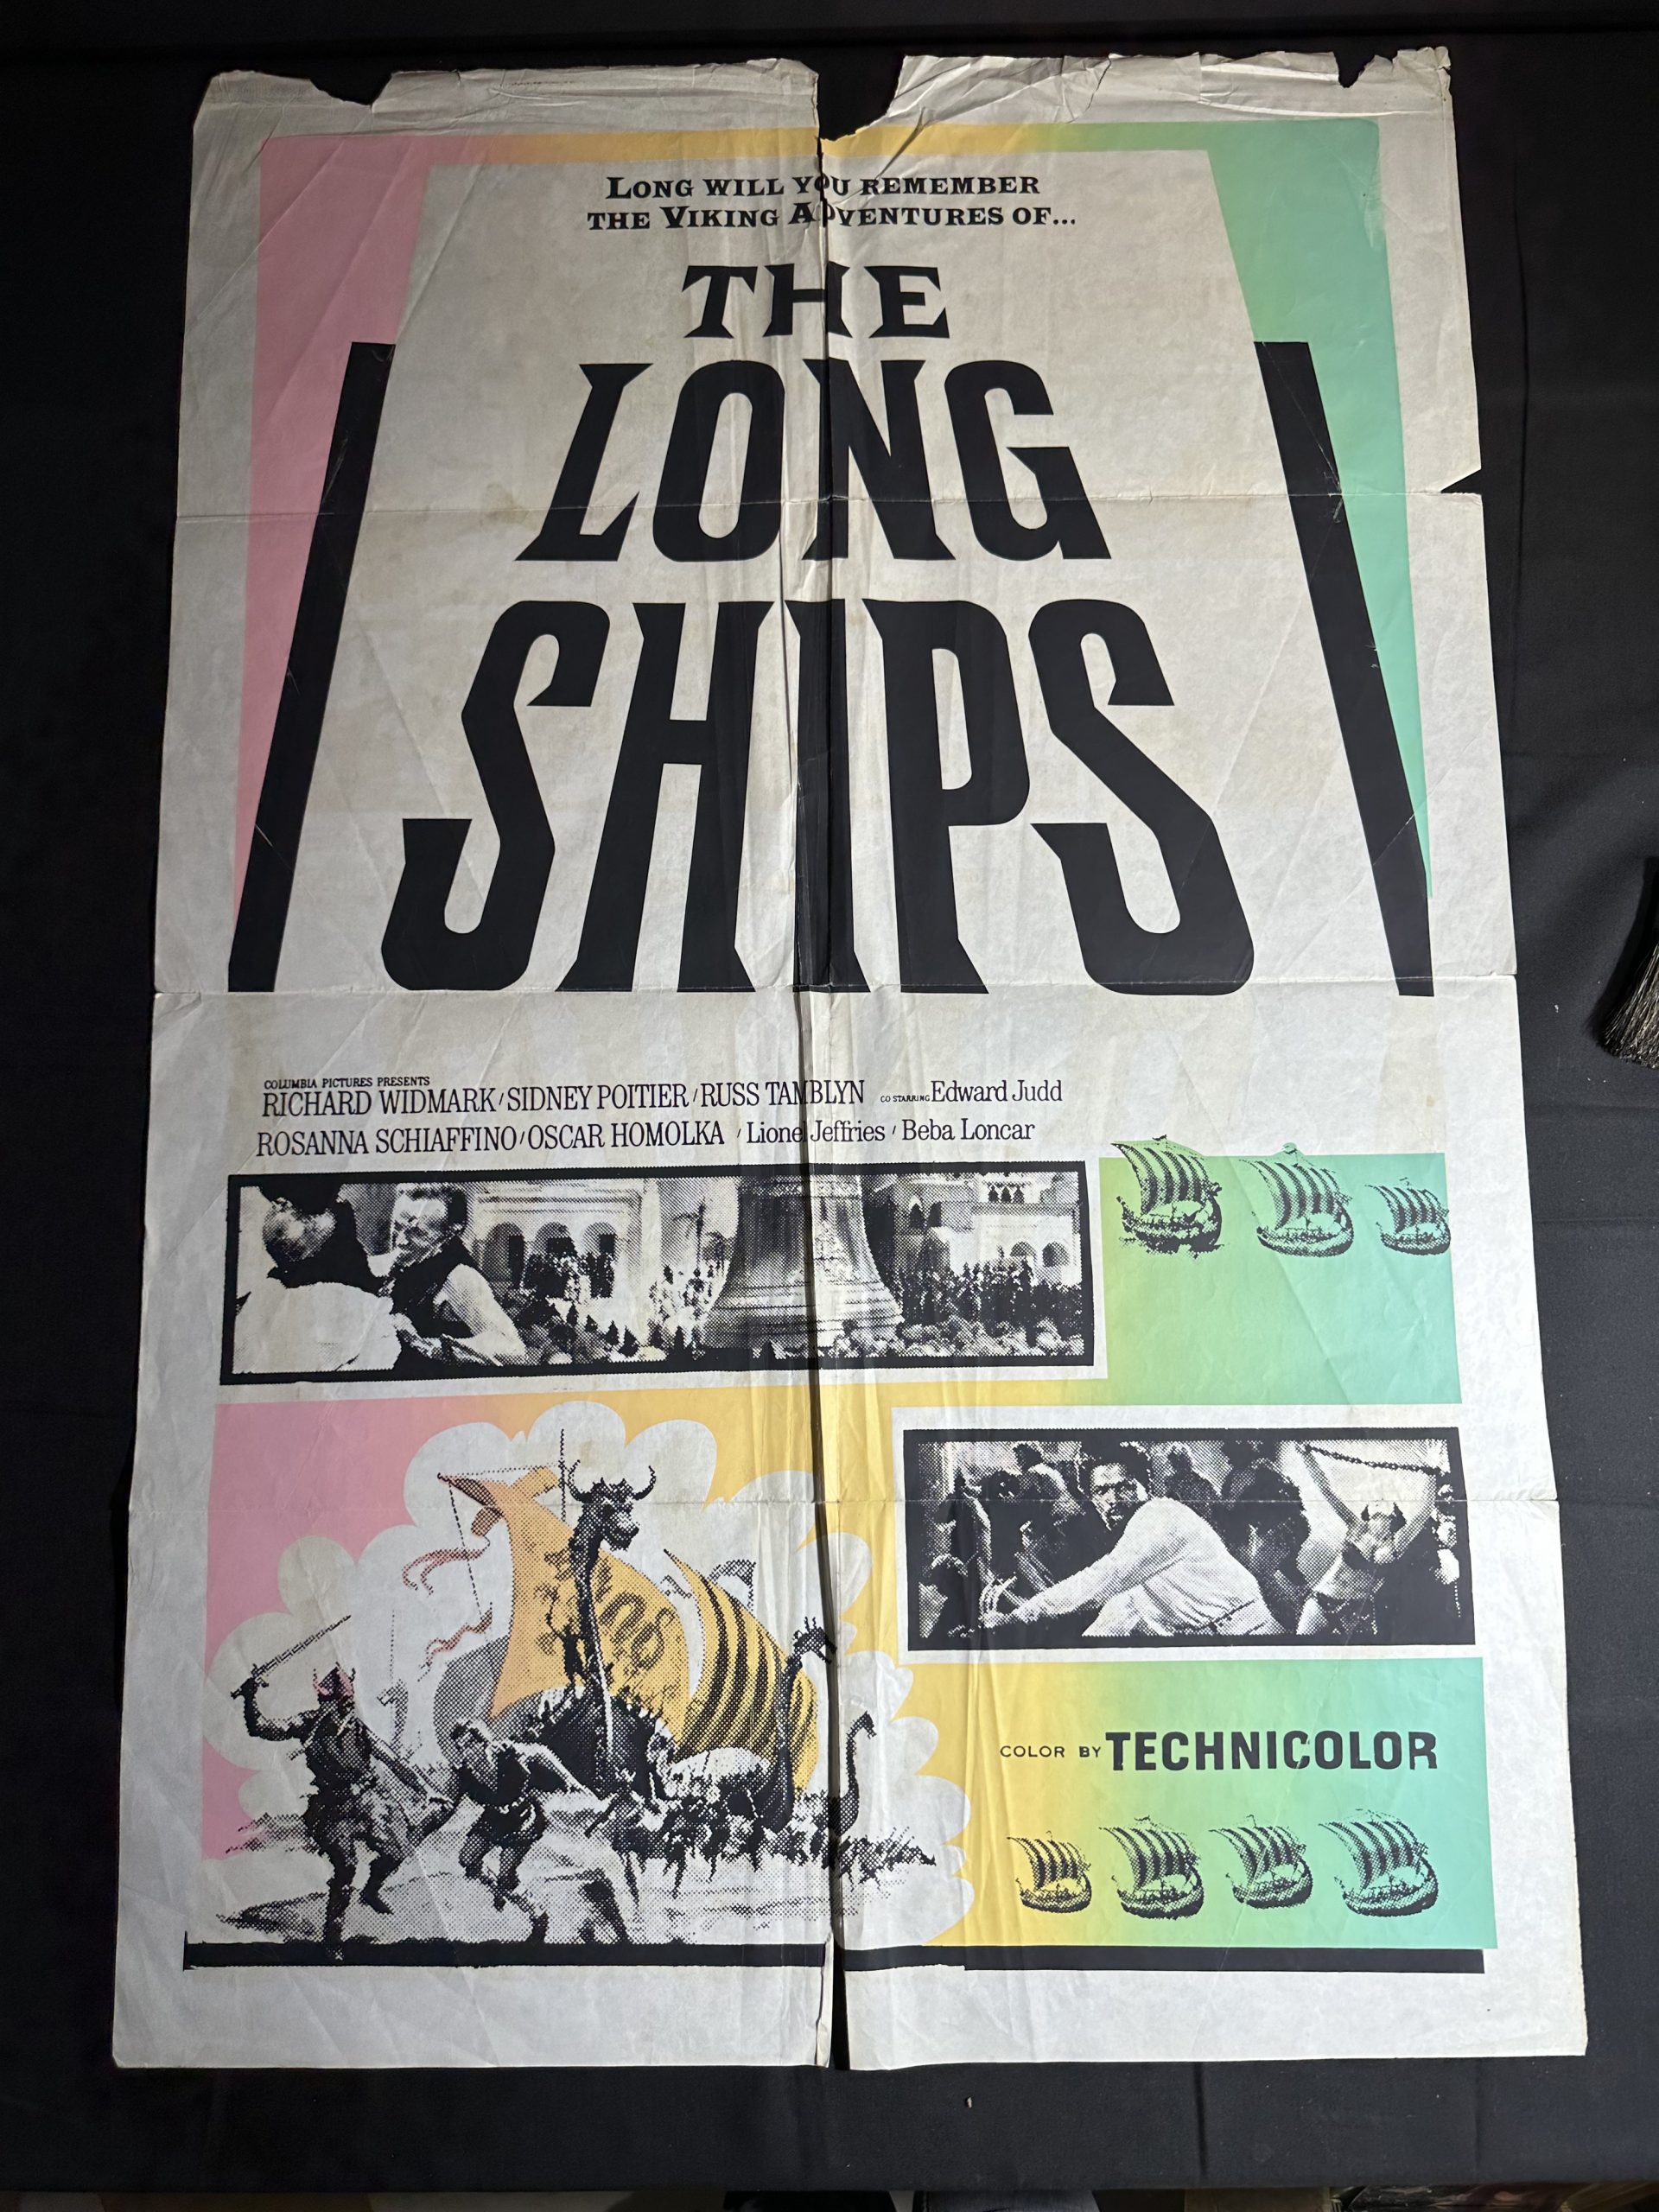 LONG WILL YOU REMEMBER
THE VIKING ADVENTURES OF...
THE
LONG
SHIPS
COLUMBIA PICTURES PRESENTS
RICHARD WIDMARK / SIDNEY POITIER / RUSS TAMBLYN CO STARRING Edward Judd
ROSANNA SCHIAFFINO / OSCAR HOMOLKA / Lionel Jeffries / Beba Loncar
COLOR BY TECHNICOLOR